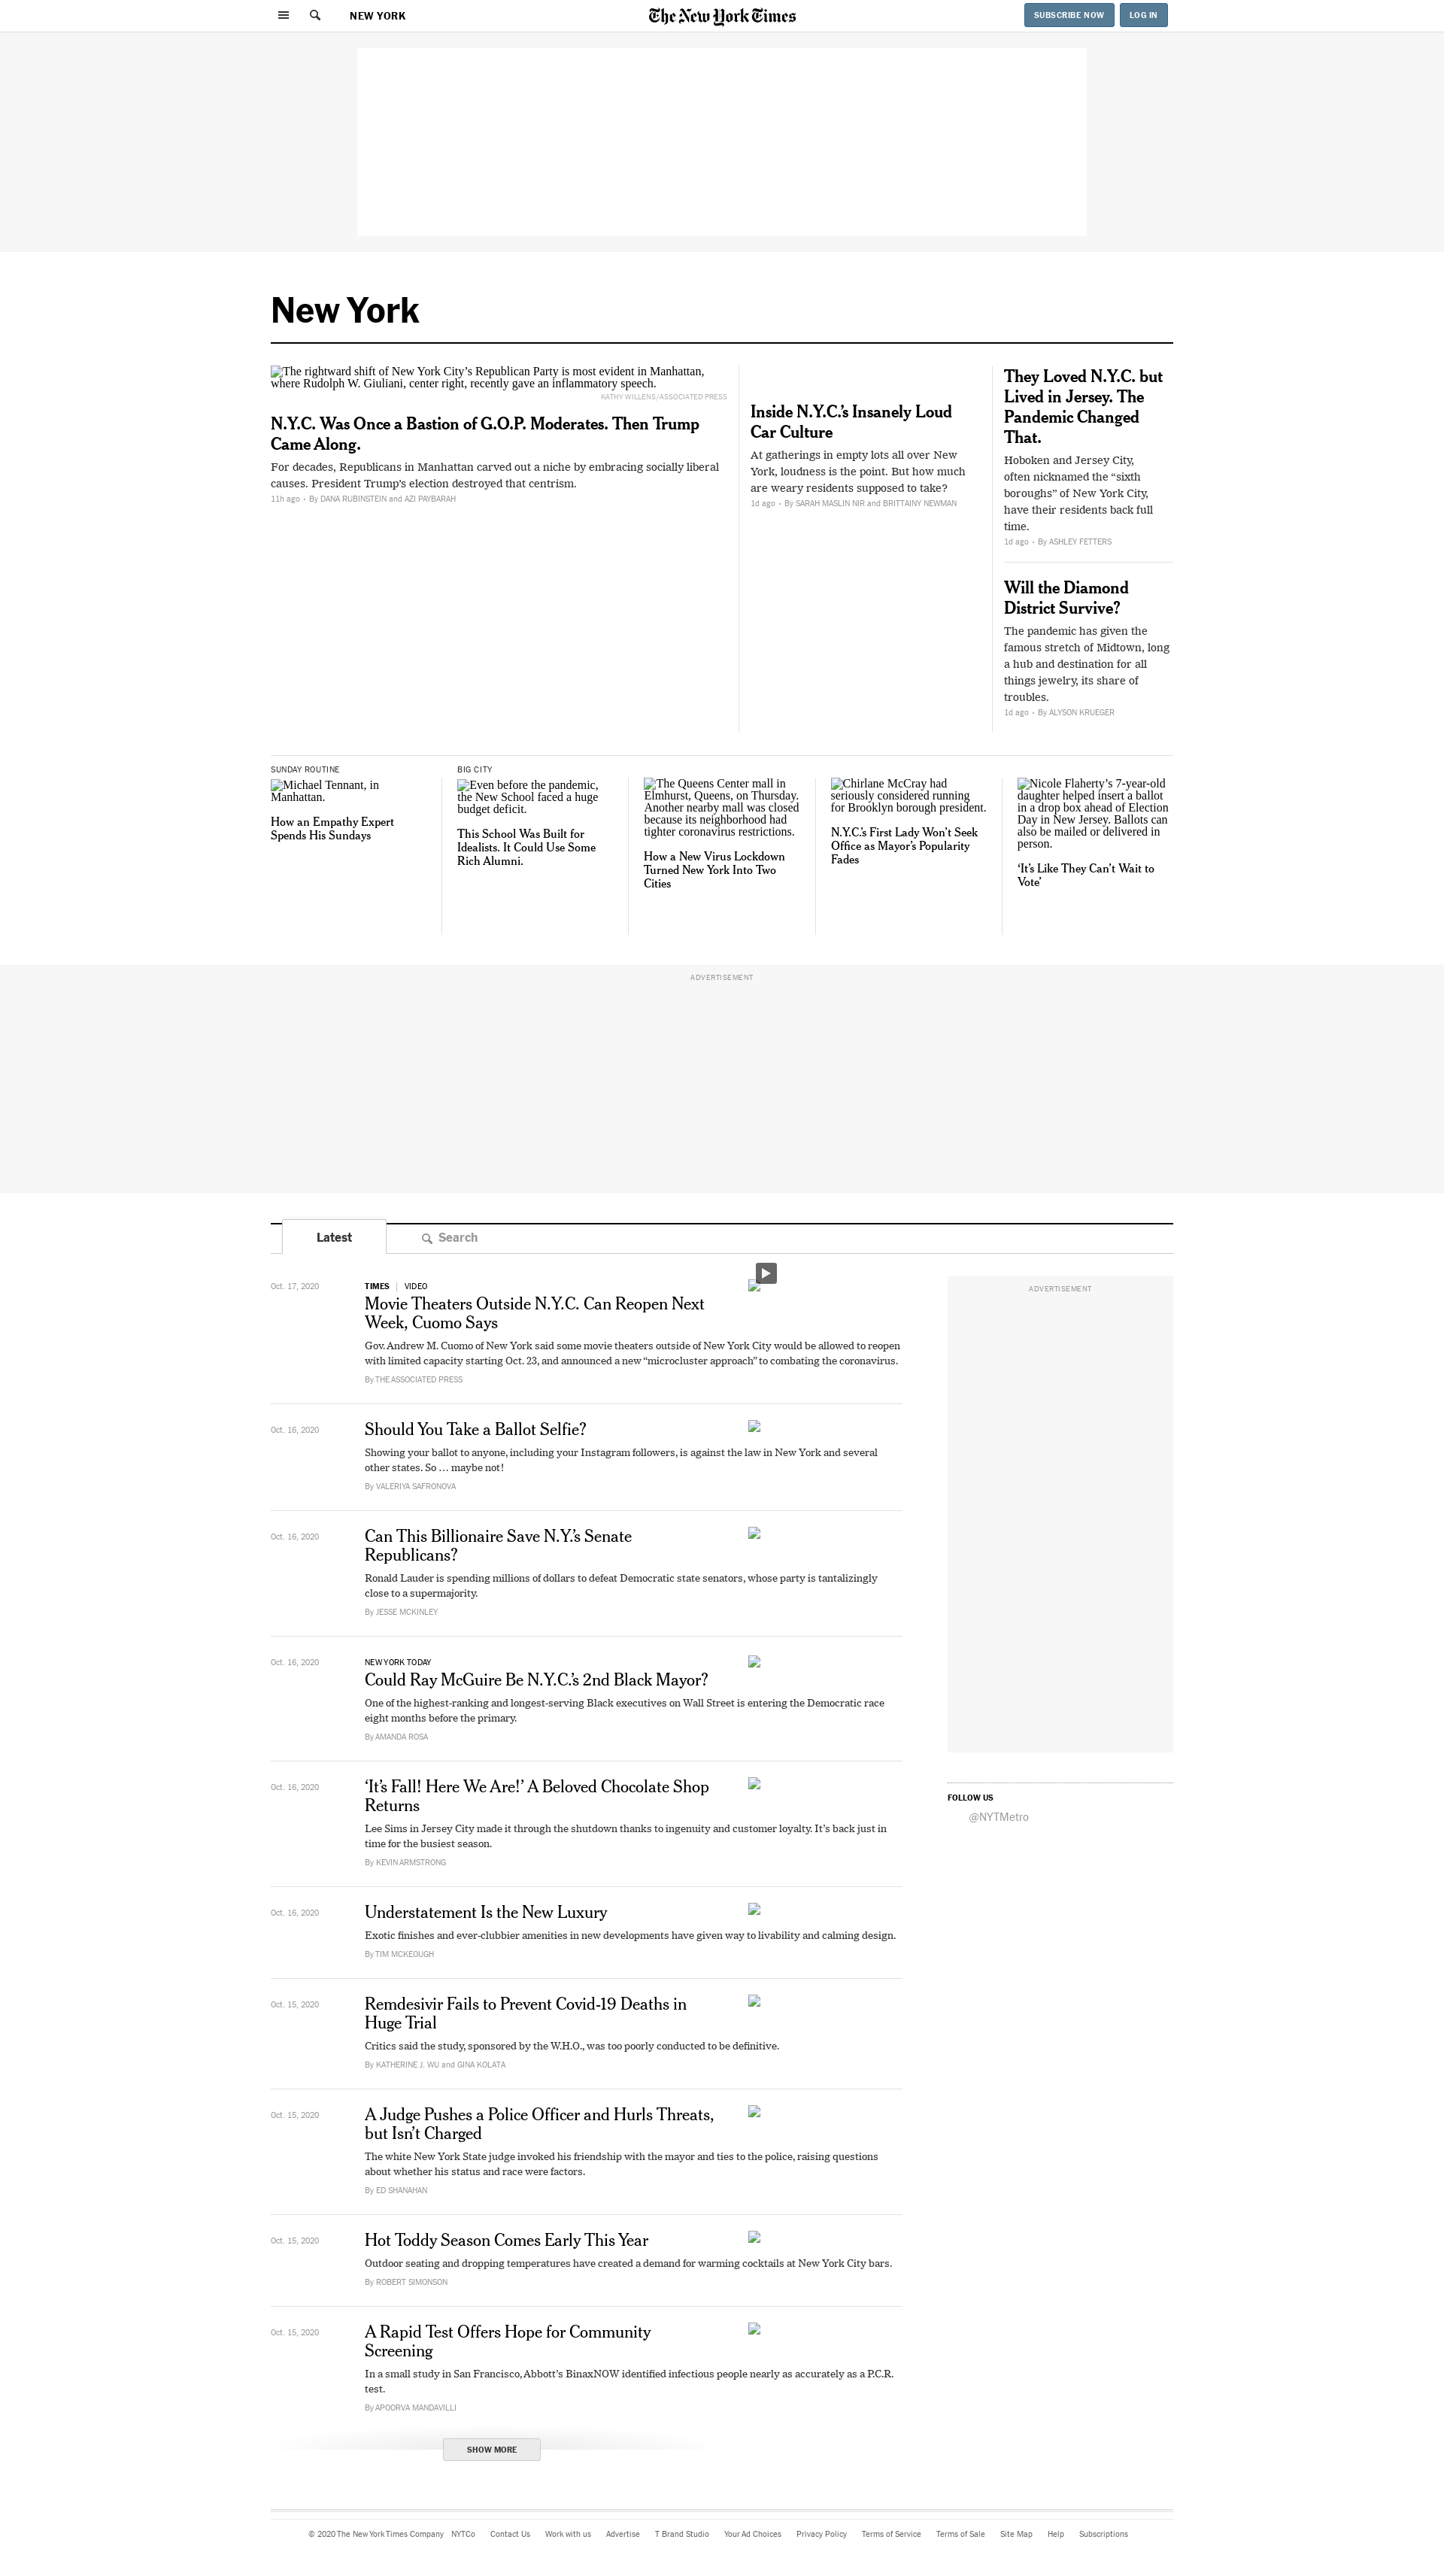 NEW YORK
The New York Times
SUBSCRIBE NOW
LOG IN
New York
The rightward shift of New York City’s Republican Party is most evident in Manhattan,
where Rudolph W. Giuliani, center right, recently gave an inflammatory speech.
KATHY WILLENS/ASSOCIATED PRESS
N.Y.C. Was Once a Bastion of G.O.P. Moderates. Then Trump
Came Along.
For decades, Republicans in Manhattan carved out a niche by embracing socially liberal
causes. President Trump’s election destroyed that centrism.
11h ago • By DANA RUBINSTEIN and AZI PAYBARAH
Inside N.Y.C.’s Insanely Loud
Car Culture
At gatherings in empty lots all over New
York, loudness is the point. But how much
are weary residents supposed to take?
1d ago • By SARAH MASLIN NIR and BRITTAINY NEWMAN
They Loved N.Y.C. but
Lived in Jersey. The
Pandemic Changed
That.
Hoboken and Jersey City,
often nicknamed the “sixth
boroughs” of New York City,
have their residents back full
time.
1d ago • By ASHLEY FETTERS
Will the Diamond
District Survive?
The pandemic has given the
famous stretch of Midtown, long
a hub and destination for all
things jewelry, its share of
troubles.
1d ago • By ALYSON KRUEGER
SUNDAY ROUTINE
Michael Tennant, in
Manhattan.
How an Empathy Expert
Spends His Sundays
BIG CITY
Even before the pandemic,
the New School faced a huge
budget deficit.
This School Was Built for
Idealists. It Could Use Some
Rich Alumni.
The Queens Center mall in
Elmhurst, Queens, on Thursday.
Another nearby mall was closed
because its neighborhood had
tighter coronavirus restrictions.
How a New Virus Lockdown
Turned New York Into Two
Cities
Chirlane McCray had
seriously considered running
for Brooklyn borough president.
N.Y.C.’s First Lady Won’t Seek
Office as Mayor’s Popularity
Fades
Nicole Flaherty’s 7-year-old
daughter helped insert a ballot
in a drop box ahead of Election
Day in New Jersey. Ballots can
also be mailed or delivered in
person.
‘It’s Like They Can’t Wait to
Vote’
ADVERTISEMENT
Latest
Search
Oct. 17, 2020
TIMES | VIDEO
Movie Theaters Outside N.Y.C. Can Reopen Next
Week, Cuomo Says
Gov. Andrew M. Cuomo of New York said some movie theaters outside of New York City would be allowed to reopen
with limited capacity starting Oct. 23, and announced a new “microcluster approach” to combating the coronavirus.
By THE ASSOCIATED PRESS
ADVERTISEMENT
Oct. 16, 2020
Should You Take a Ballot Selfie?
Showing your ballot to anyone, including your Instagram followers, is against the law in New York and several
other states. So … maybe not!
By VALERIYA SAFRONOVA
Oct. 16, 2020
Can This Billionaire Save N.Y.’s Senate
Republicans?
Ronald Lauder is spending millions of dollars to defeat Democratic state senators, whose party is tantalizingly
close to a supermajority.
By JESSE MCKINLEY
Oct. 16, 2020
NEW YORK TODAY
Could Ray McGuire Be N.Y.C.’s 2nd Black Mayor?
One of the highest-ranking and longest-serving Black executives on Wall Street is entering the Democratic race
eight months before the primary.
By AMANDA ROSA
Oct. 16, 2020
‘It’s Fall! Here We Are!’ A Beloved Chocolate Shop
Returns
Lee Sims in Jersey City made it through the shutdown thanks to ingenuity and customer loyalty. It’s back just in
time for the busiest season.
By KEVIN ARMSTRONG
FOLLOW US
@NYTMetro
Oct. 16, 2020
Understatement Is the New Luxury
Exotic finishes and ever-clubbier amenities in new developments have given way to livability and calming design.
By TIM MCKEOUGH
Oct. 15, 2020
Remdesivir Fails to Prevent Covid-19 Deaths in
Huge Trial
Critics said the study, sponsored by the W.H.O., was too poorly conducted to be definitive.
By KATHERINE J. WU and GINA KOLATA
Oct. 15, 2020
A Judge Pushes a Police Officer and Hurls Threats,
but Isn’t Charged
The white New York State judge invoked his friendship with the mayor and ties to the police, raising questions
about whether his status and race were factors.
By ED SHANAHAN
Oct. 15, 2020
Hot Toddy Season Comes Early This Year
Outdoor seating and dropping temperatures have created a demand for warming cocktails at New York City bars.
By ROBERT SIMONSON
Oct. 15, 2020
A Rapid Test Offers Hope for Community
Screening
In a small study in San Francisco, Abbott’s BinaxNOW identified infectious people nearly as accurately as a P.C.R.
test.
By APOORVA MANDAVILLI
SHOW MORE
© 2020 The New York Times Company NYTCo Contact Us Work with us Advertise T Brand Studio Your Ad Choices Privacy Policy Terms of Service Terms of Sale Site Map Help Subscriptions